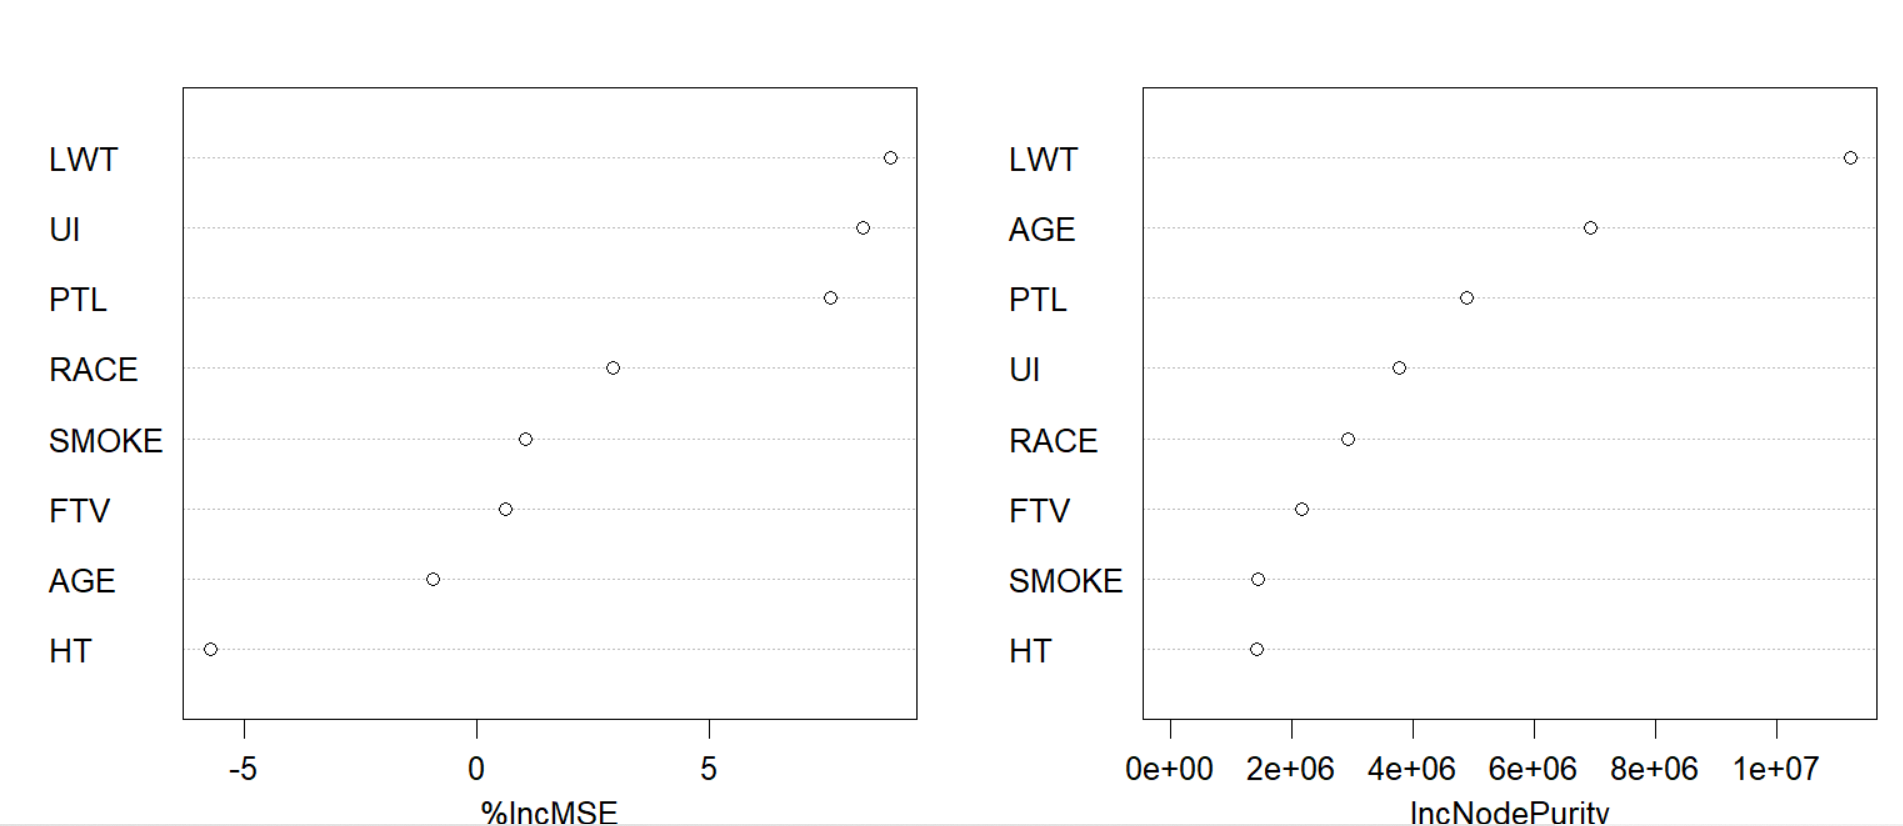 LWT
UI
PTL
RACE
SMOKE
FTV
AGE
HT
-5 0 5
%IncMSE
LWT
AGE
PTL
UI
RACE
FTV
SMOKE
HT
0e+00 2e+06 4e+06 6e+06 8e+06 1e+07
IncNodePurity